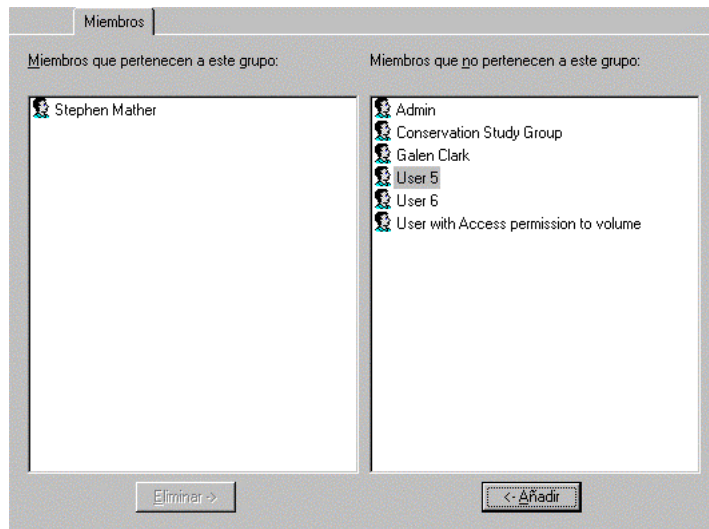 Miembros
Miembros que pertenecen a este grupo:
Stephen Mather
Eliminar ->
Miembros que no pertenecen a este grupo:
Admin
Conservation Study Group
Galen Clark
User 5
User 6
User with Access permission to volume
<- Añadir